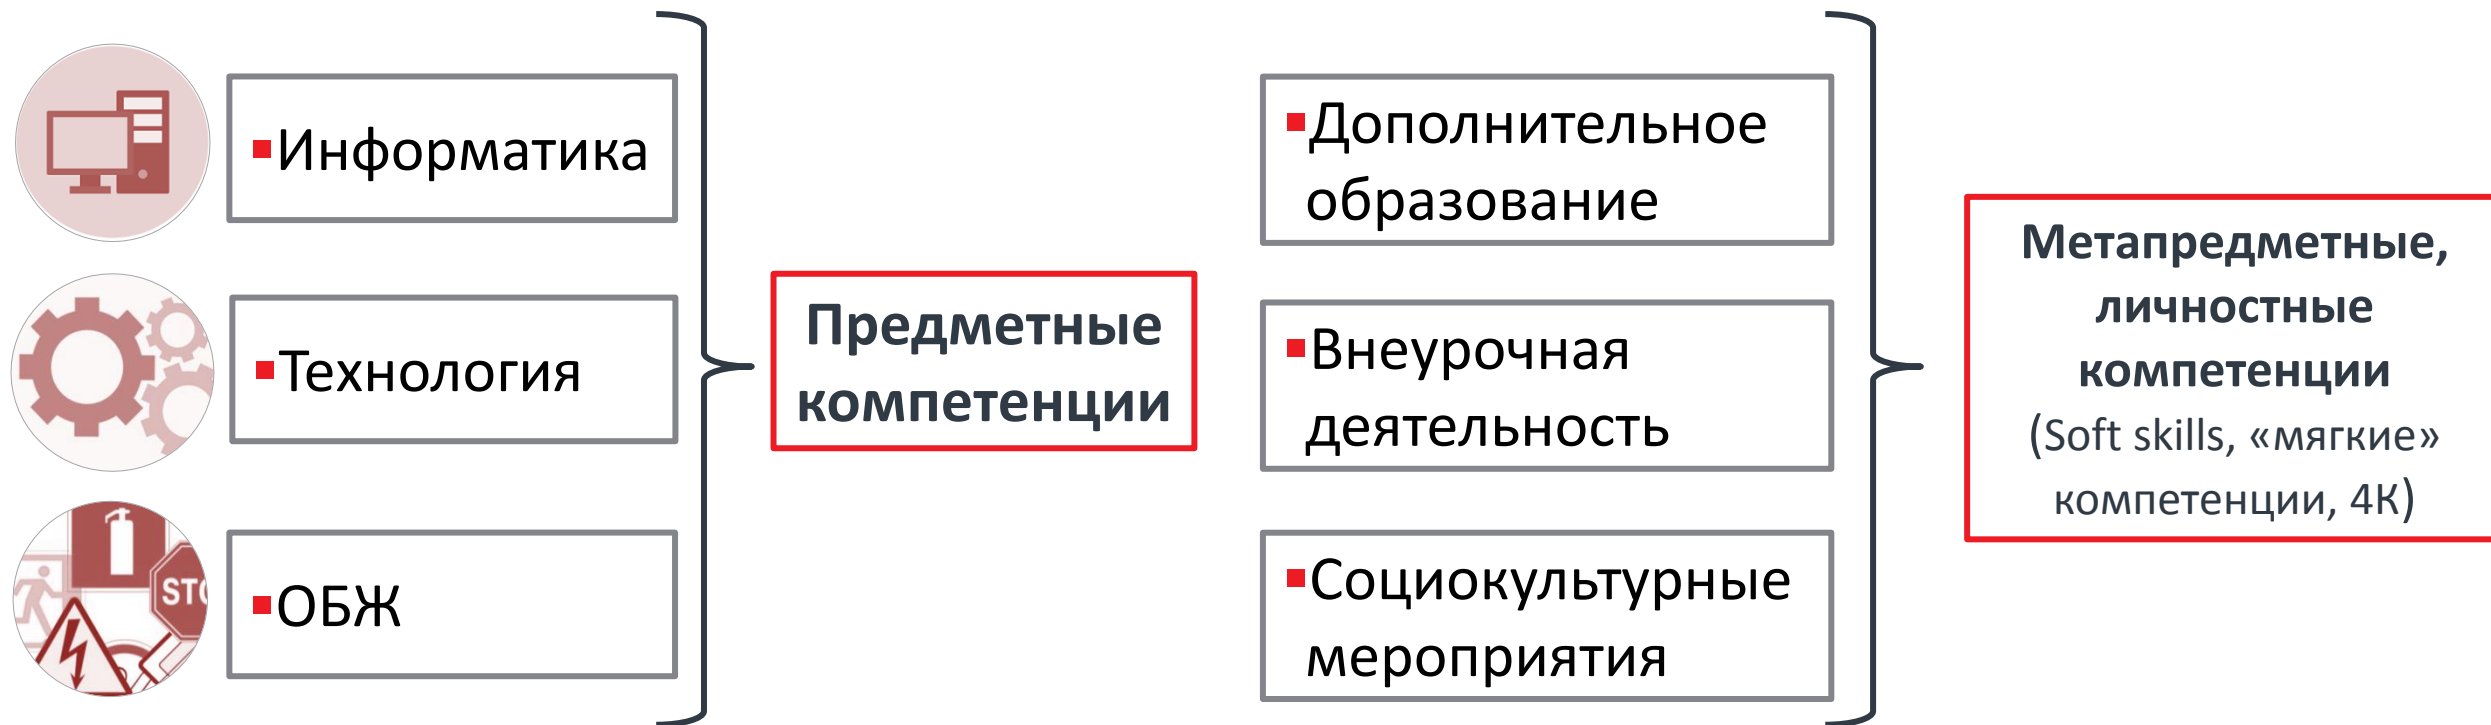 Информатика
Технология
ОБЖ
STO
Предметные
компетенции
Дополнительное
образование
Внеурочная
деятельность
Социокультурные
мероприятия
Метапредметные,
личностные
компетенции
(Soft skills, «мягкие»
компетенции, 4К)